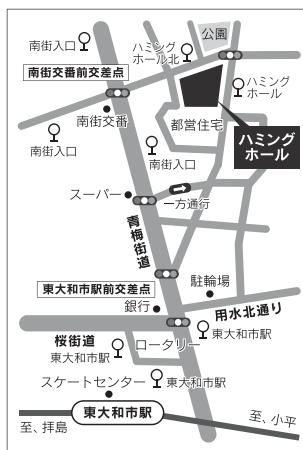 公園
南街入口
ハミング
ホール北
南街交番前交差点
ハミング
ホール
南街交番
都営住宅
南街入口
南街入口
ハミング
ホール
スーパー
一方通行
青梅街道
東大和市駅前交差点
駐輪場
銀行
用水北通り
桜街道
ロータリー
東大和市駅
東大和市駅
スケートセンター
東大和市駅
東大和市駅
至、拝島
至、小平